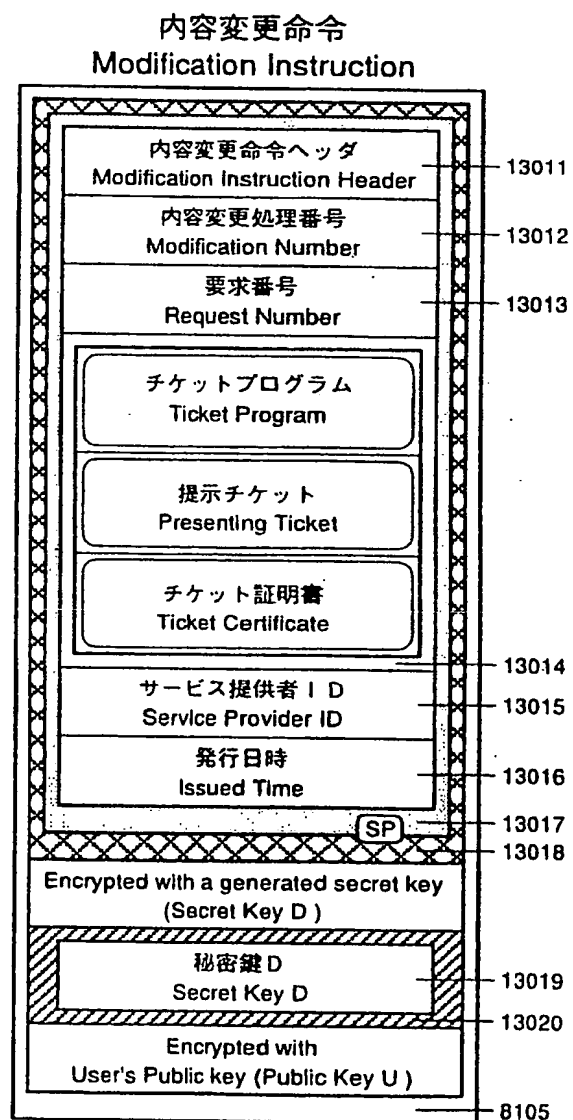 内容変更命令
Modification Instruction
内容変更命令ヘッダ
Modification Instruction Header
13011
内容変更処理番号
Modification Number
13012
要求番号
Request Number
13013
チケットプログラム
Ticket Program
提示チケット
Presenting Ticket
チケット証明書
Ticket Certificate
13014
サービス提供者ID
Service Provider ID
13015
発行日時
Issued Time
13016
SP
13017
13018
Encrypted with a generated secret key
(Secret Key D )
秘密鍵D
Secret Key D
13019
13020
Encrypted with
User's Public key (Public Key U )
8105